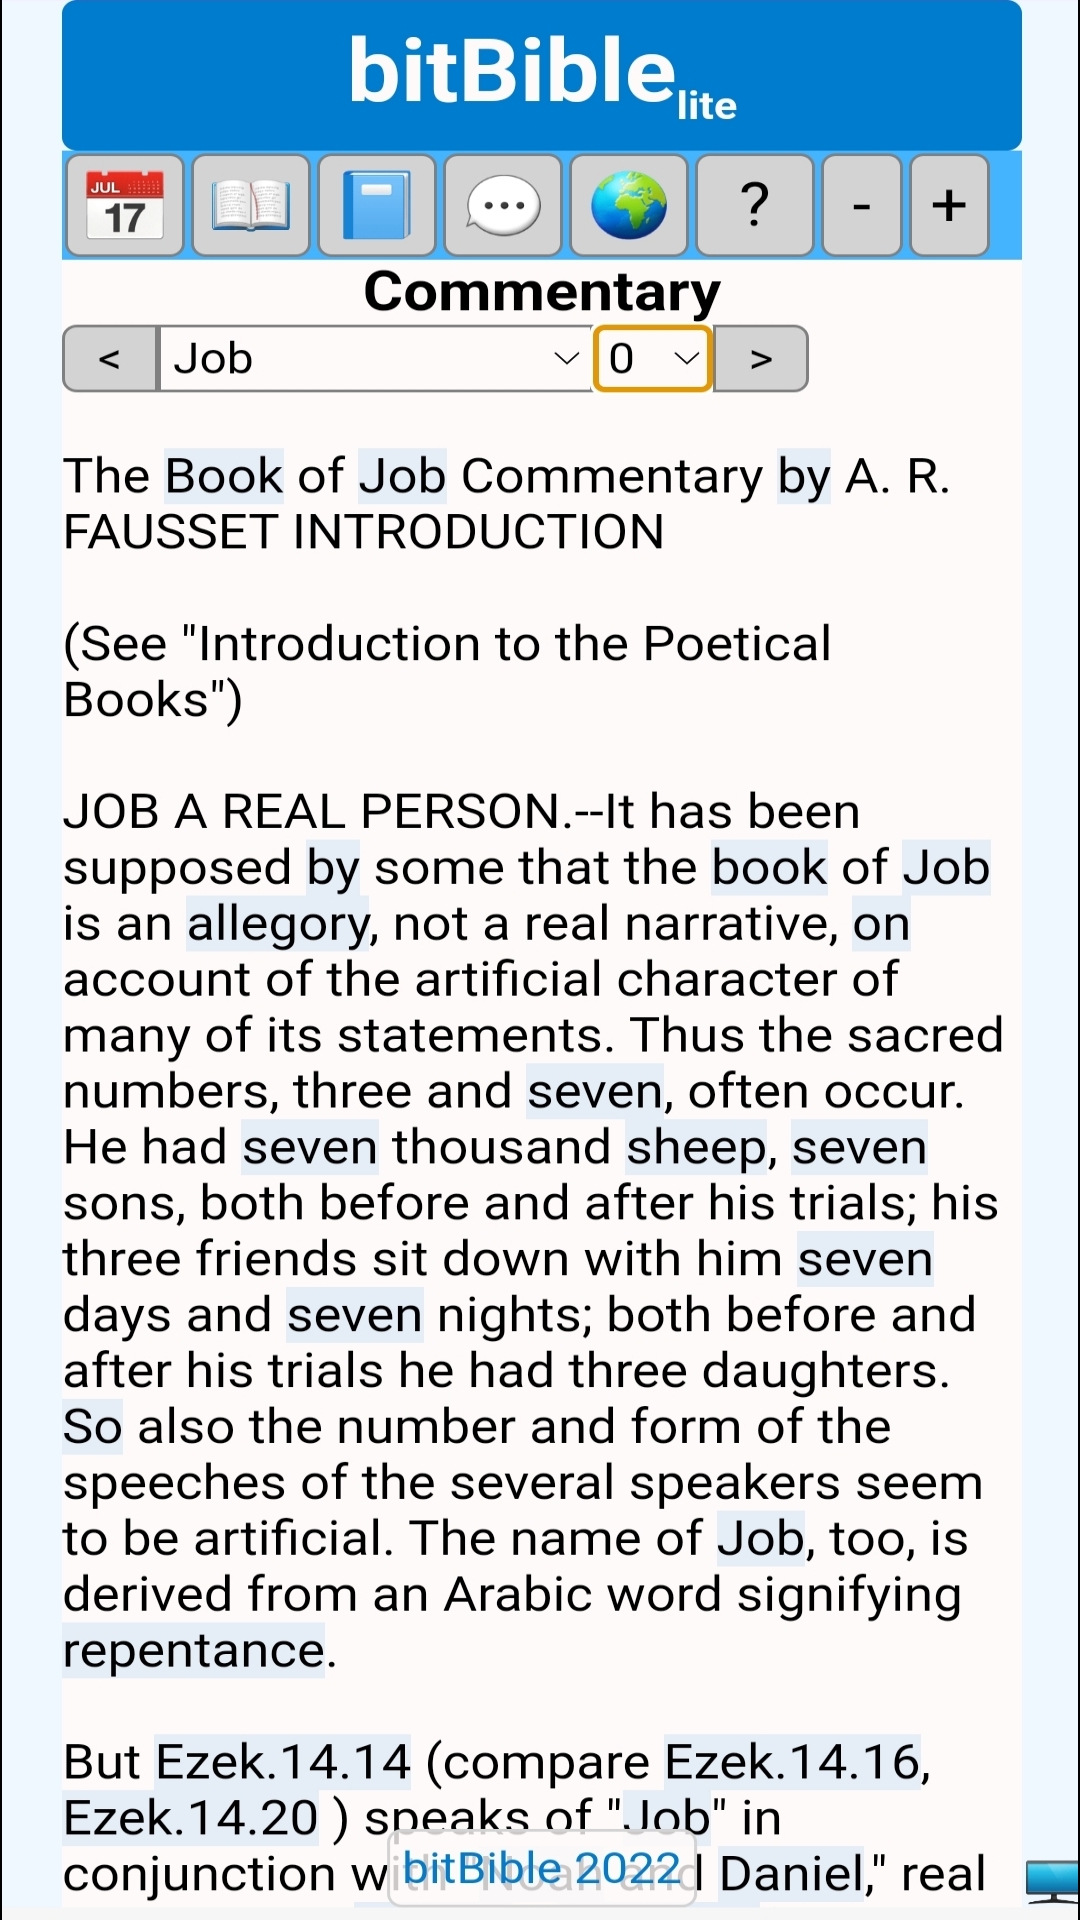 bitBible lite
JUL
17
?
-
+
Commentary
< Job 0 >
The Book of Job Commentary by A. R.
FAUSSET INTRODUCTION
(See "Introduction to the Poetical
Books")
JOB A REAL PERSON.--It has been
supposed by some that the book of Job
is an allegory, not a real narrative, on
account of the artificial character of
many of its statements. Thus the sacred
numbers, three and seven, often occur.
He had seven thousand sheep, seven
sons, both before and after his trials; his
three friends sit down with him seven
days and seven nights; both before and
after his trials he had three daughters.
So also the number and form of the
speeches of the several speakers seem
to be artificial. The name of Job, too, is
derived from an Arabic word signifying
repentance.
But Ezek.14.14 (compare Ezek.14.16,
Ezek.14.20 ) speaks of "Job" in
conjunction with "Noah and Daniel," real
bitBible 2022